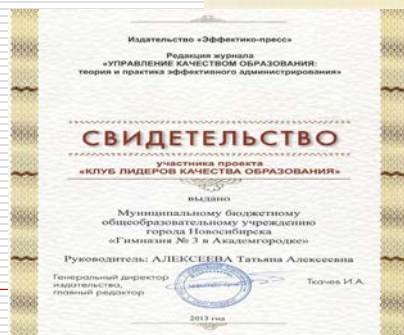 Издательство «Эффектико-пресс»
Редакция журнала
«УПРАВЛЕНИЕ КАЧЕСТВОМ ОБРАЗОВАНИЯ:
теория и практика эффективного администрирования»
СВИДЕТЕЛЬСТВО
участника проекта
«КЛУБ ЛИДЕРОВ КАЧЕСТВА ОБРАЗОВАНИЯ»
выдано
Муниципальному бюджетному
общеобразовательному учреждению
города Новосибирска
«Гимназия № 3 в Академгородке»
Руководитель: АЛЕКСЕЕВА Татьяна Алексеевна
Генеральный директор
издательства,
главный редактор
Ткачев И.А.
2013 год